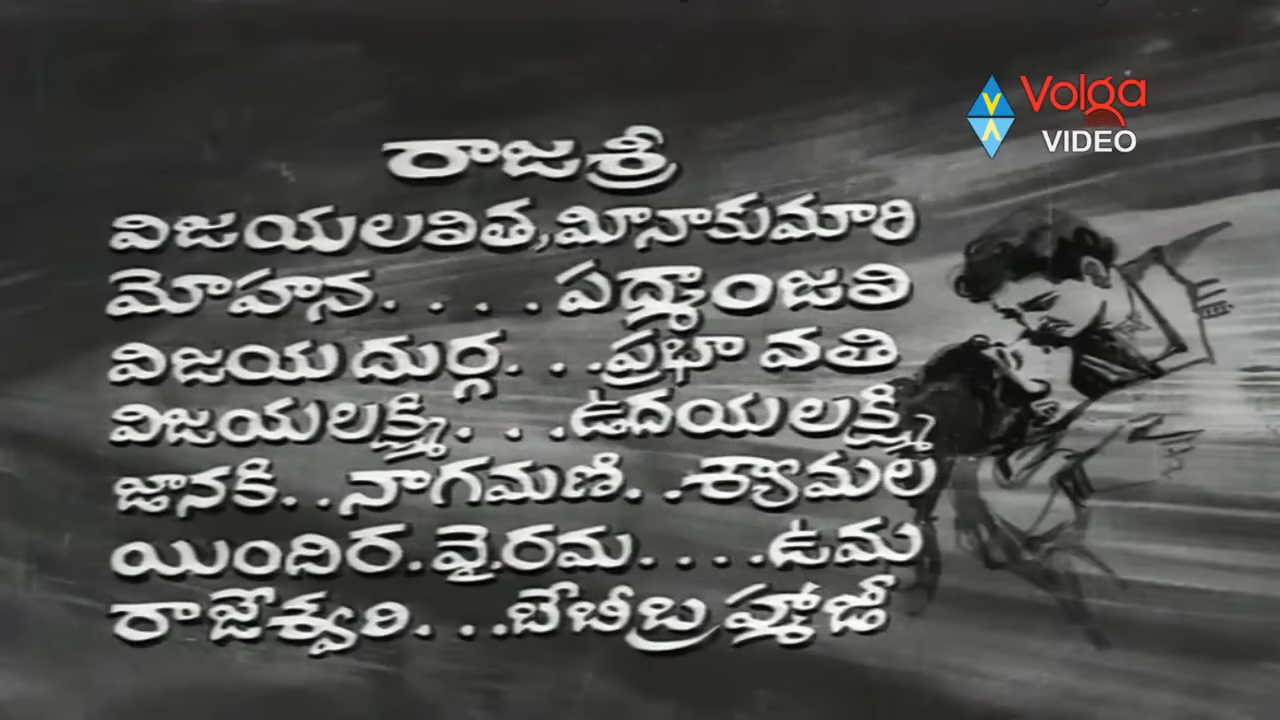 Volga
VIDEO
రాజశ్రీ
విజయలలిత,మీనాకుమారి
మోహన. . . . పద్మాంజలి
విజయదుర్గ. . .ప్రభావతి
విజయలక్ష్మి. . .ఉదయలక్ష్మి
జానకి. .నాగమణి. .శ్యామల
యిందిర.వైరమ. . . .ఉమ
రాజేశ్వరి. . .బేబీబ్రహ్మాజీ